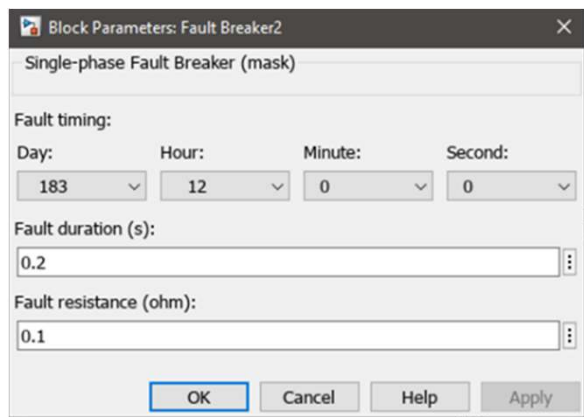 Block Parameters: Fault Breaker2
Single-phase Fault Breaker (mask)
Fault timing:
Day: Hour: Minute: Second:
183 12 0 0
Fault duration (s):
0.2
Fault resistance (ohm):
0.1
OK Cancel Help Apply